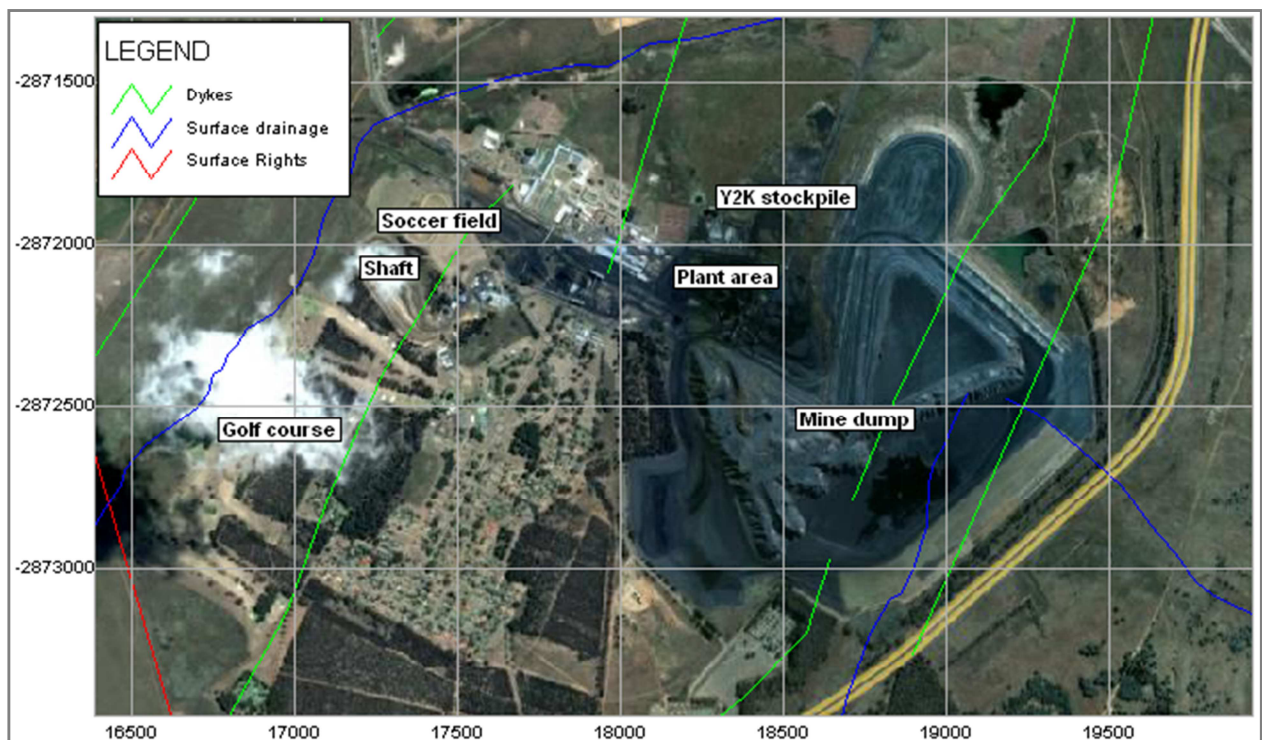 LEGEND
Dykes
Surface drainage
Surface Rights
-2871500
-2872000
-2872500
-2873000
Y2K stockpile
Soccer field
Shaft
Plant area
Mine dump
Golf course
16500 17000 17500 18000 18500 19000 19500